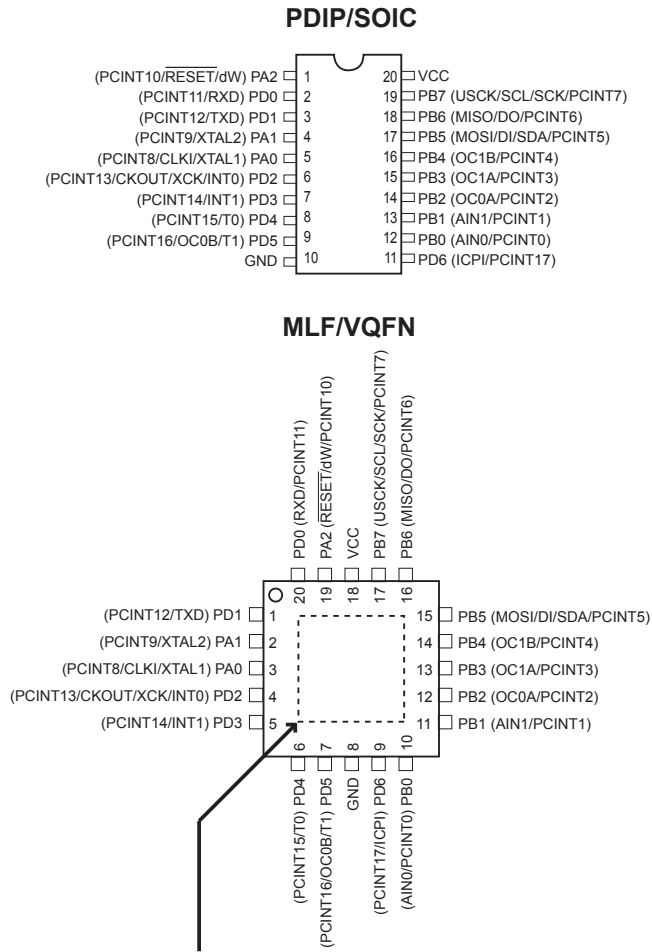 PDIP/SOIC
(PCINT10/RESET/dW) PA2 1
(PCINT11/RXD) PD0 2
(PCINT12/TXD) PD1 3
(PCINT9/XTAL2) PA1 4
(PCINT8/CLKI/XTAL1) PA0 5
(PCINT13/CKOUT/XCK/INT0) PD2 6
(PCINT14/INT1) PD3 7
(PCINT15/T0) PD4 8
(PCINT16/OC0B/T1) PD5 9
GND 10
20 VCC
19 PB7 (USCK/SCL/SCK/PCINT7)
18 PB6 (MISO/DO/PCINT6)
17 PB5 (MOSI/DI/SDA/PCINT5)
16 PB4 (OC1B/PCINT4)
15 PB3 (OC1A/PCINT3)
14 PB2 (OC0A/PCINT2)
13 PB1 (AIN1/PCINT1)
12 PB0 (AIN0/PCINT0)
11 PD6 (ICPI/PCINT17)
MLF/VQFN
20 PD0 (RXD/PCINT11)
19 PA2 (RESET/dW/PCINT10)
18 VCC
17 PB7 (USCK/SCL/SCK/PCINT7)
16 PB6 (MISO/DO/PCINT6)
(PCINT12/TXD) PD1 1
(PCINT9/XTAL2) PA1 2
(PCINT8/CLKI/XTAL1) PA0 3
(PCINT13/CKOUT/XCK/INT0) PD2 4
(PCINT14/INT1) PD3 5
15 PB5 (MOSI/DI/SDA/PCINT5)
14 PB4 (OC1B/PCINT4)
13 PB3 (OC1A/PCINT3)
12 PB2 (OC0A/PCINT2)
11 PB1 (AIN1/PCINT1)
(PCINT15/T0) PD4 6
(PCINT16/OC0B/T1) PD5 7
GND 8
(PCINT17/ICPI) PD6 9
(AIN0/PCINT0) PB0 10